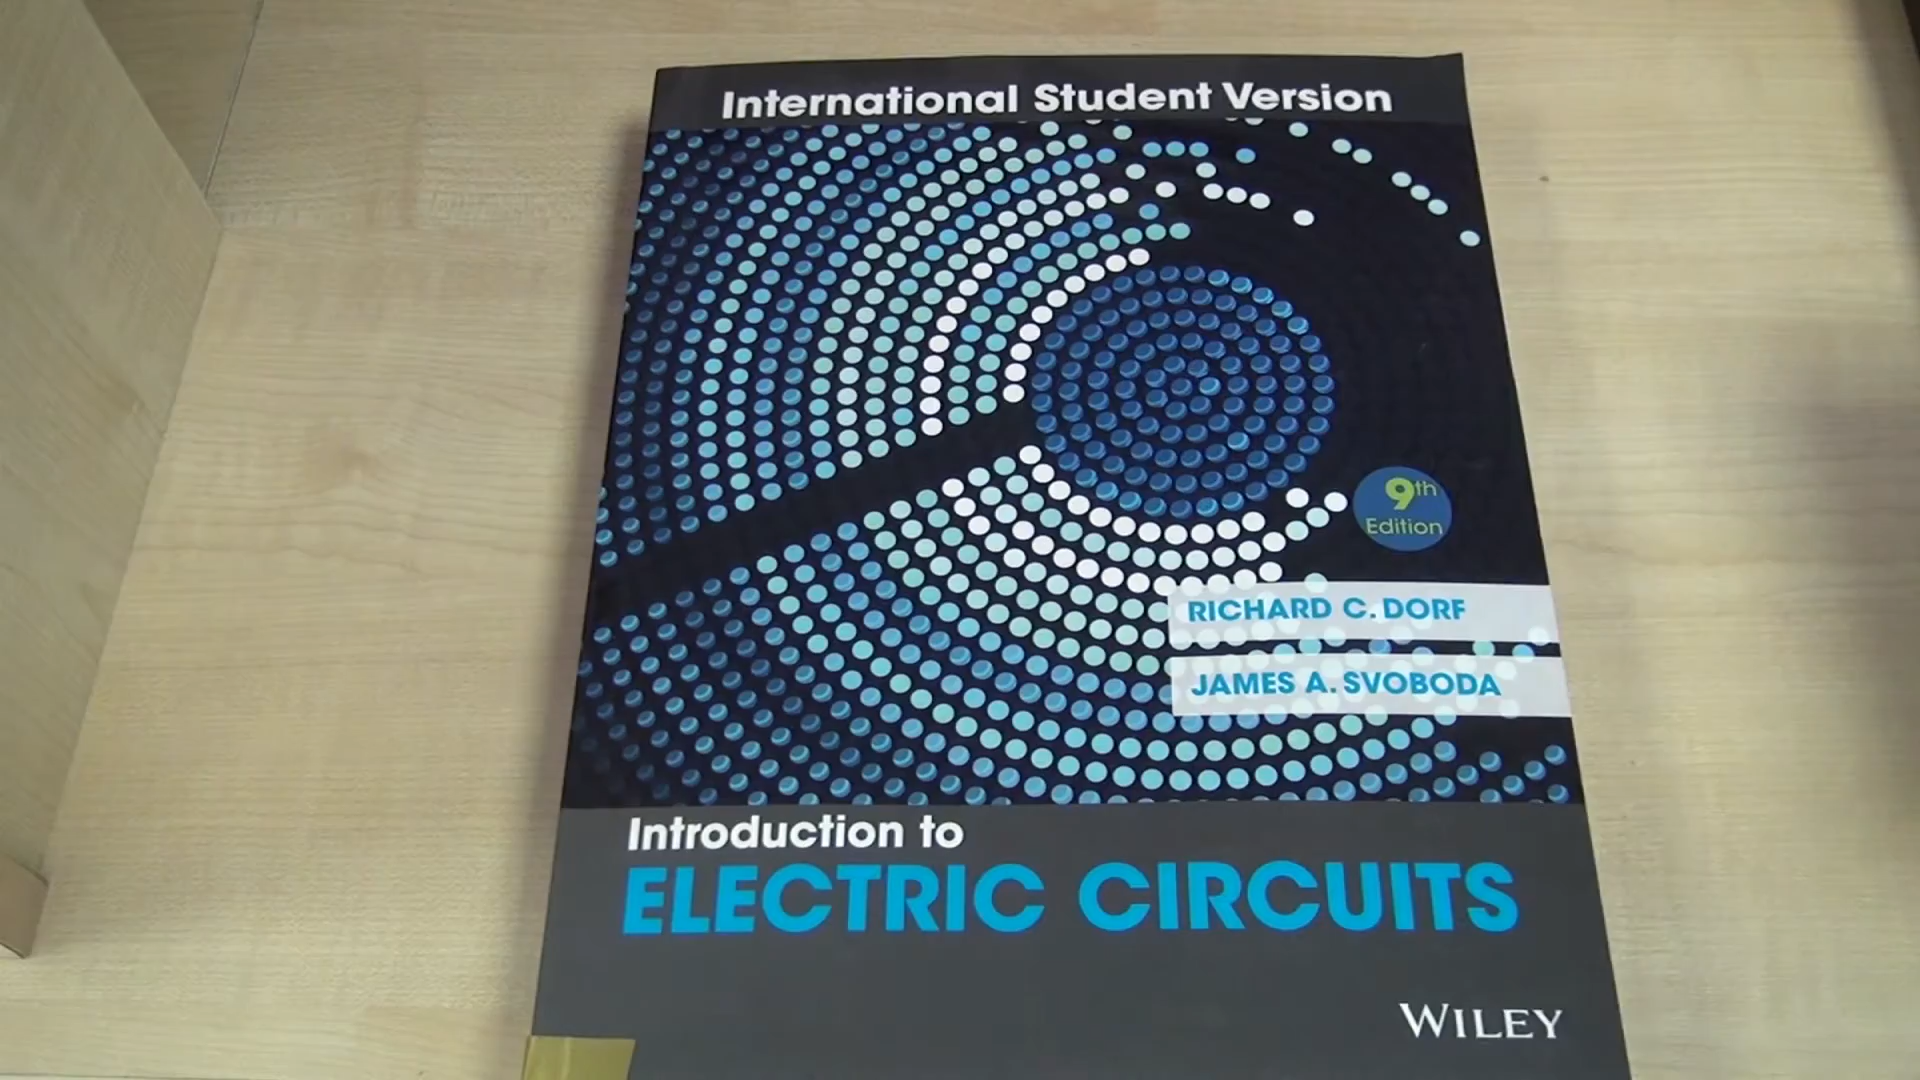 International Student Version
9th
Edition
RICHARD C. DORF
JAMES A. SVOBODA
Introduction to
ELECTRIC CIRCUITS
WILEY